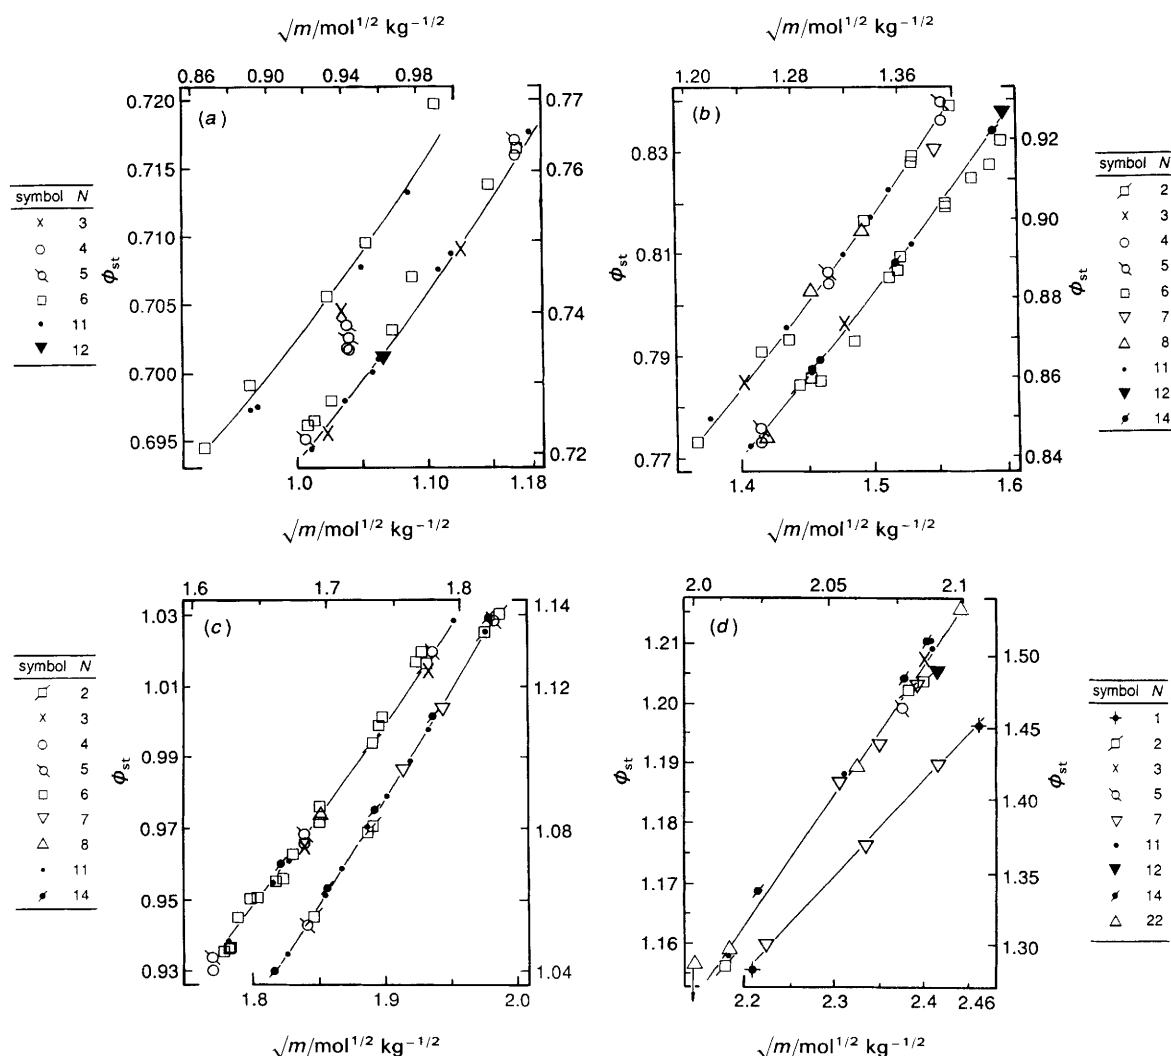 √m/mol^1/2 kg^−1/2
0.86 0.90 0.94 0.98
(a)
0.720
0.715
0.710
0.705
0.700
0.695
ϕst
0.77
0.76
0.74
0.72
1.0 1.10 1.18
√m/mol^1/2 kg^−1/2
symbol N
3
4
5
6
11
12
√m/mol^1/2 kg^−1/2
1.20 1.28 1.36
(b)
0.83
0.81
0.79
0.77
ϕst
0.92
0.90
0.88
0.86
0.84
ϕst
1.4 1.5 1.6
√m/mol^1/2 kg^−1/2
symbol N
2
3
4
5
6
7
8
11
12
14
1.6 1.7 1.8
(c)
1.03
1.01
0.99
0.97
0.95
0.93
ϕst
1.14
1.12
1.08
1.04
1.8 1.9 2.0
√m/mol^1/2 kg^−1/2
symbol N
2
3
4
5
6
7
8
11
14
2.0 2.05 2.1
(d)
1.21
1.20
1.19
1.18
1.17
1.16
ϕst
1.50
1.45
1.40
1.35
1.30
ϕst
2.2 2.3 2.4 2.46
√m/mol^1/2 kg^−1/2
symbol N
1
2
3
5
7
11
12
14
22